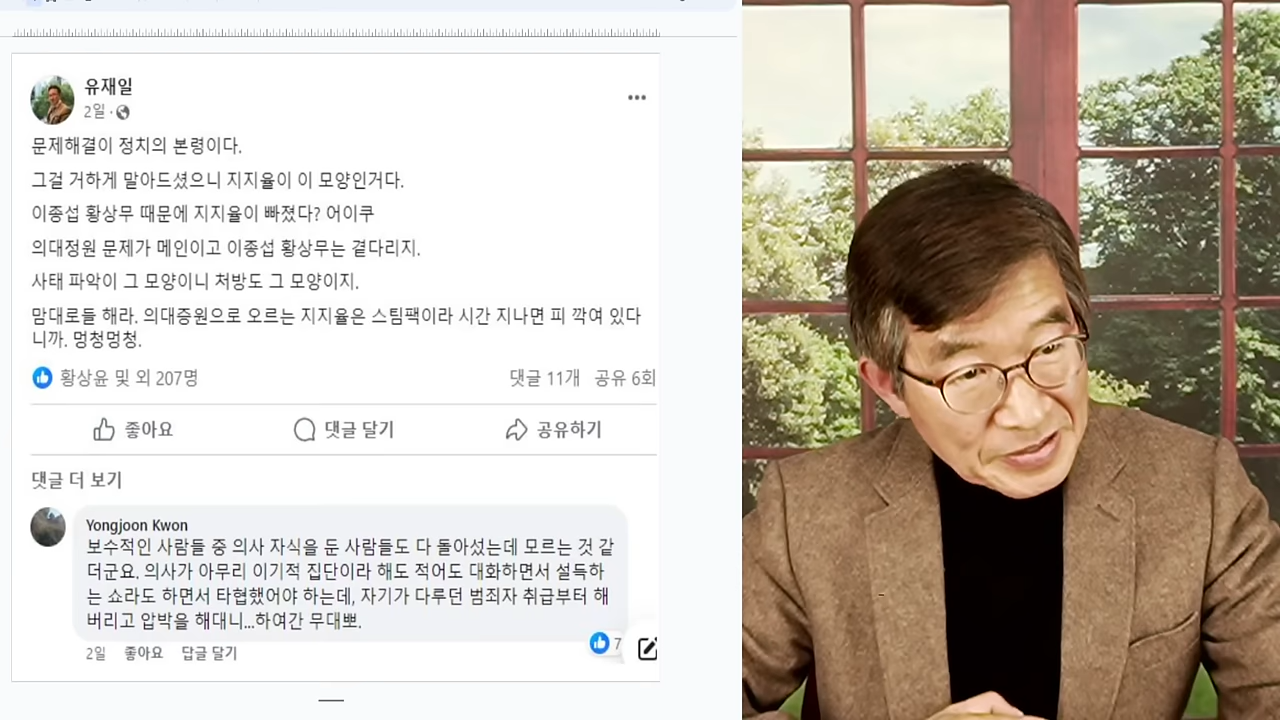 유재일
2일 ·
문제해결이 정치의 본령이다.
그걸 거하게 말아드셨으니 지지율이 이 모양인거다.
이종섭 황상무 때문에 지지율이 빠졌다? 어이쿠
의대정원 문제가 메인이고 이종섭 황상무는 곁다리지.
사태 파악이 그 모양이니 처방도 그 모양이지.
맘대로들 해라. 의대증원으로 오르는 지지율은 스팀팩이라 시간 지나면 피 깍여 있다
니까. 멍청멍청.
황상윤 및 외 207명
댓글 11개 공유 6회
좋아요 댓글 달기 공유하기
댓글 더 보기
Yongjoon Kwon
보수적인 사람들 중 의사 자식을 둔 사람들도 다 돌아섰는데 모르는 것 같
더군요. 의사가 아무리 이기적 집단이라 해도 적어도 대화하면서 설득하
는 쇼라도 하면서 타협했어야 하는데, 자기가 다루던 범죄자 취급부터 해
버리고 압박을 해대니...하여간 무대뽀.
7
2일 좋아요 답글 달기